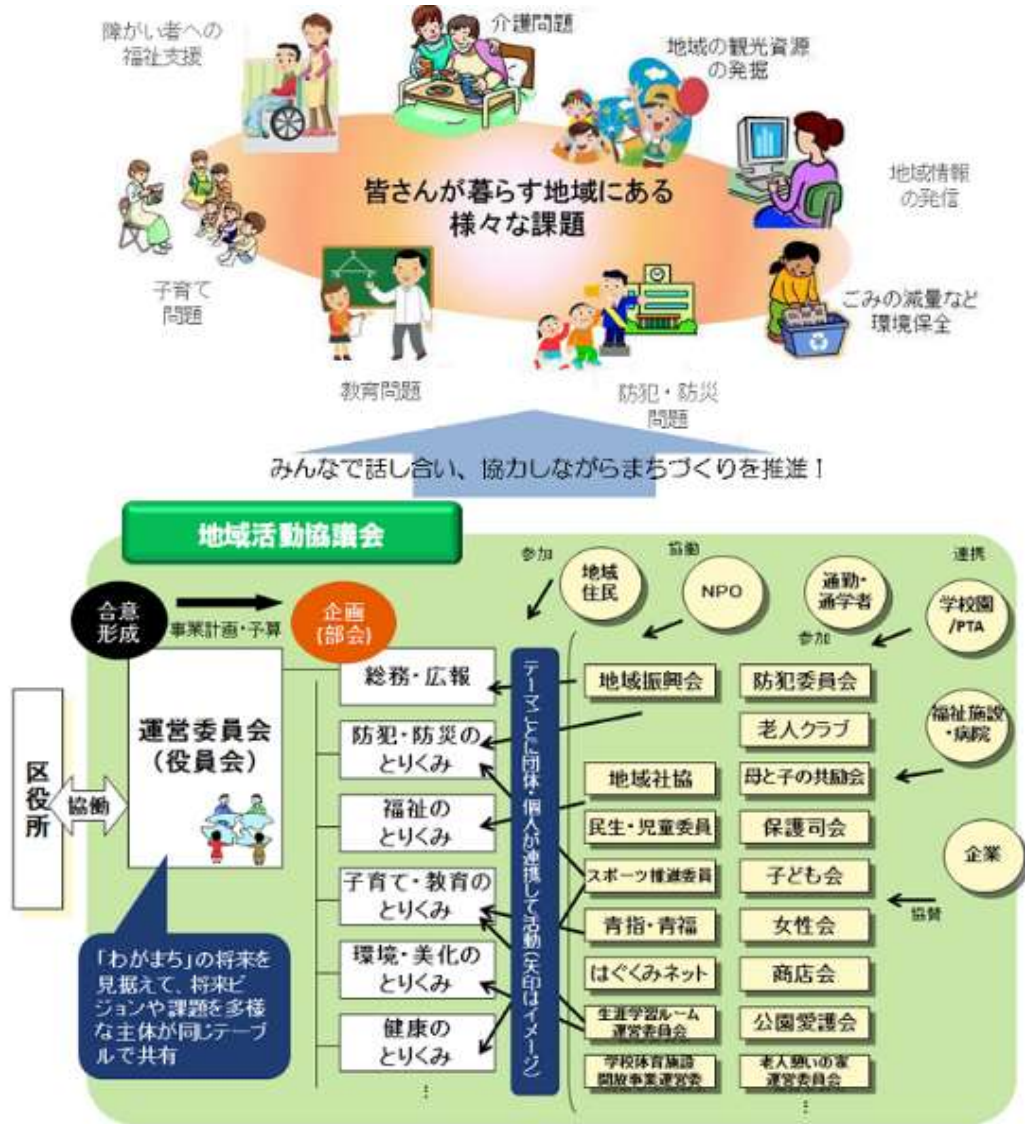 障がい者への
福祉支援
介護問題
地域の観光資源
の発掘
地域情報
の発信
皆さんが暮らす地域にある
様々な課題
子育て
問題
ごみの減量など
環境保全
教育問題
防犯・防災
問題
みんなで話し合い、協力しながらまちづくりを推進！
地域活動協議会
合意
形成
事業計画・予算
企画
(部会)
参加
地域
住民
協働
NPO
通勤・
通学者
参加
連携
学校園
/PTA
福祉施設
・病院
企業
協賛
区役所
協働
運営委員会
(役員会)
「わがまち」の将来を
見据えて、将来ビ
ジョンや課題を多様
な主体が同じテー
ブルで共有
総務・広報
防犯・防災の
とりくみ
福祉の
とりくみ
子育て・教育の
とりくみ
環境・美化の
とりくみ
健康の
とりくみ
⋮
テーマごとに団体・個人が連携して活動(矢印はイメージ)
地域振興会
地域社協
民生・児童委員
スポーツ推進委員
青指・青福
はぐくみネット
生涯学習ルーム
運営委員会
学校体育施設
開放事業運営委
防犯委員会
老人クラブ
母と子の共励会
保護司会
子ども会
女性会
商店会
公園愛護会
老人憩いの家
運営委員会
⋮